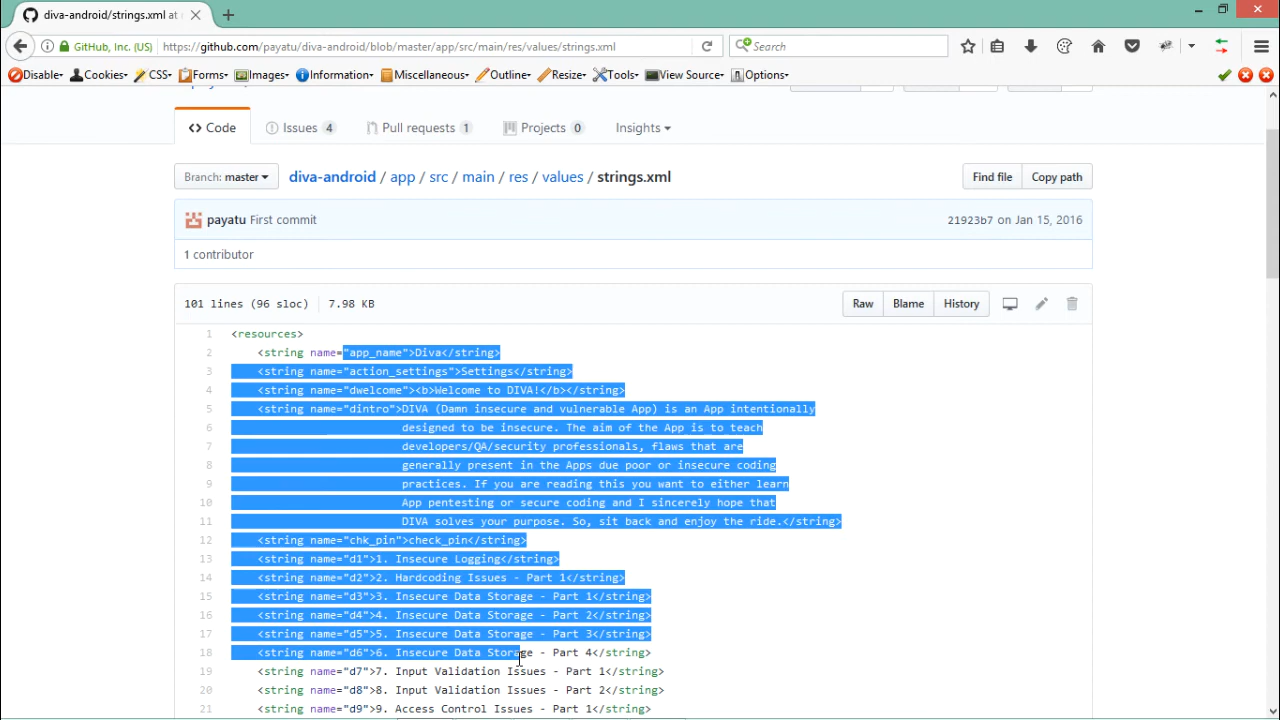 diva-android/strings.xml at
GitHub, Inc. (US)
https://github.com/payatu/diva-android/blob/master/app/src/main/res/values/strings.xml
Search
Disable
Cookies
CSS
Forms
Images
Information
Miscellaneous
Outline
Resize
Tools
View Source
Options
Code
Issues 4
Pull requests 1
Projects 0
Insights
Branch: master
diva-android / app / src / main / res / values / strings.xml
Find file
Copy path
payatu First commit
21923b7 on Jan 15, 2016
1 contributor
101 lines (96 sloc) 7.98 KB
Raw
Blame
History
1 <resources>
2 <string name="app_name">Diva</string>
3 <string name="action_settings">Settings</string>
4 <string name="dwelcome"><b>Welcome to DIVA!</b></string>
5 <string name="dintro">DIVA (Damn insecure and vulnerable App) is an App intentionally
6 designed to be insecure. The aim of the App is to teach
7 developers/QA/security professionals, flaws that are
8 generally present in the Apps due poor or insecure coding
9 practices. If you are reading this you want to either learn
10 App pentesting or secure coding and I sincerely hope that
11 DIVA solves your purpose. So, sit back and enjoy the ride.</string>
12 <string name="chk_pin">check_pin</string>
13 <string name="d1">1. Insecure Logging</string>
14 <string name="d2">2. Hardcoding Issues - Part 1</string>
15 <string name="d3">3. Insecure Data Storage - Part 1</string>
16 <string name="d4">4. Insecure Data Storage - Part 2</string>
17 <string name="d5">5. Insecure Data Storage - Part 3</string>
18 <string name="d6">6. Insecure Data Storage - Part 4</string>
19 <string name="d7">7. Input Validation Issues - Part 1</string>
20 <string name="d8">8. Input Validation Issues - Part 2</string>
21 <string name="d9">9. Access Control Issues - Part 1</string>